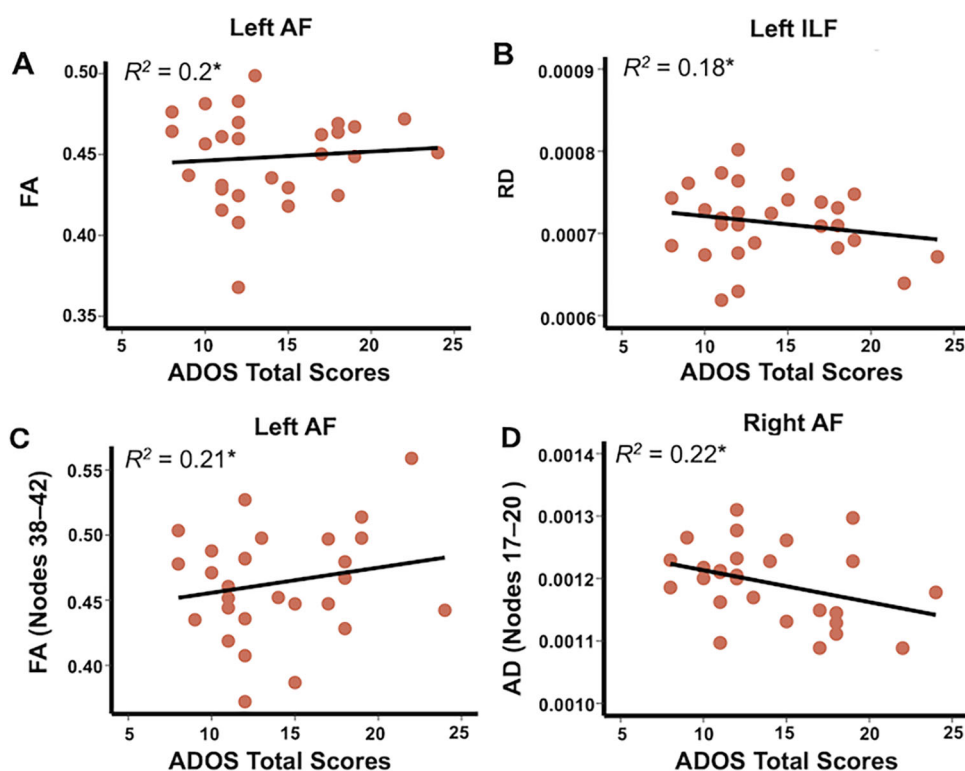 Left AF
A
R² = 0.2*
FA
0.50
0.45
0.40
0.35
5 10 15 20 25
ADOS Total Scores
Left ILF
B
R² = 0.18*
RD
0.0009
0.0008
0.0007
0.0006
5 10 15 20 25
ADOS Total Scores
Left AF
C
R² = 0.21*
FA (Nodes 38–42)
0.55
0.50
0.45
0.40
5 10 15 20 25
ADOS Total Scores
Right AF
D
R² = 0.22*
AD (Nodes 17–20)
0.0014
0.0013
0.0012
0.0011
0.0010
5 10 15 20 25
ADOS Total Scores